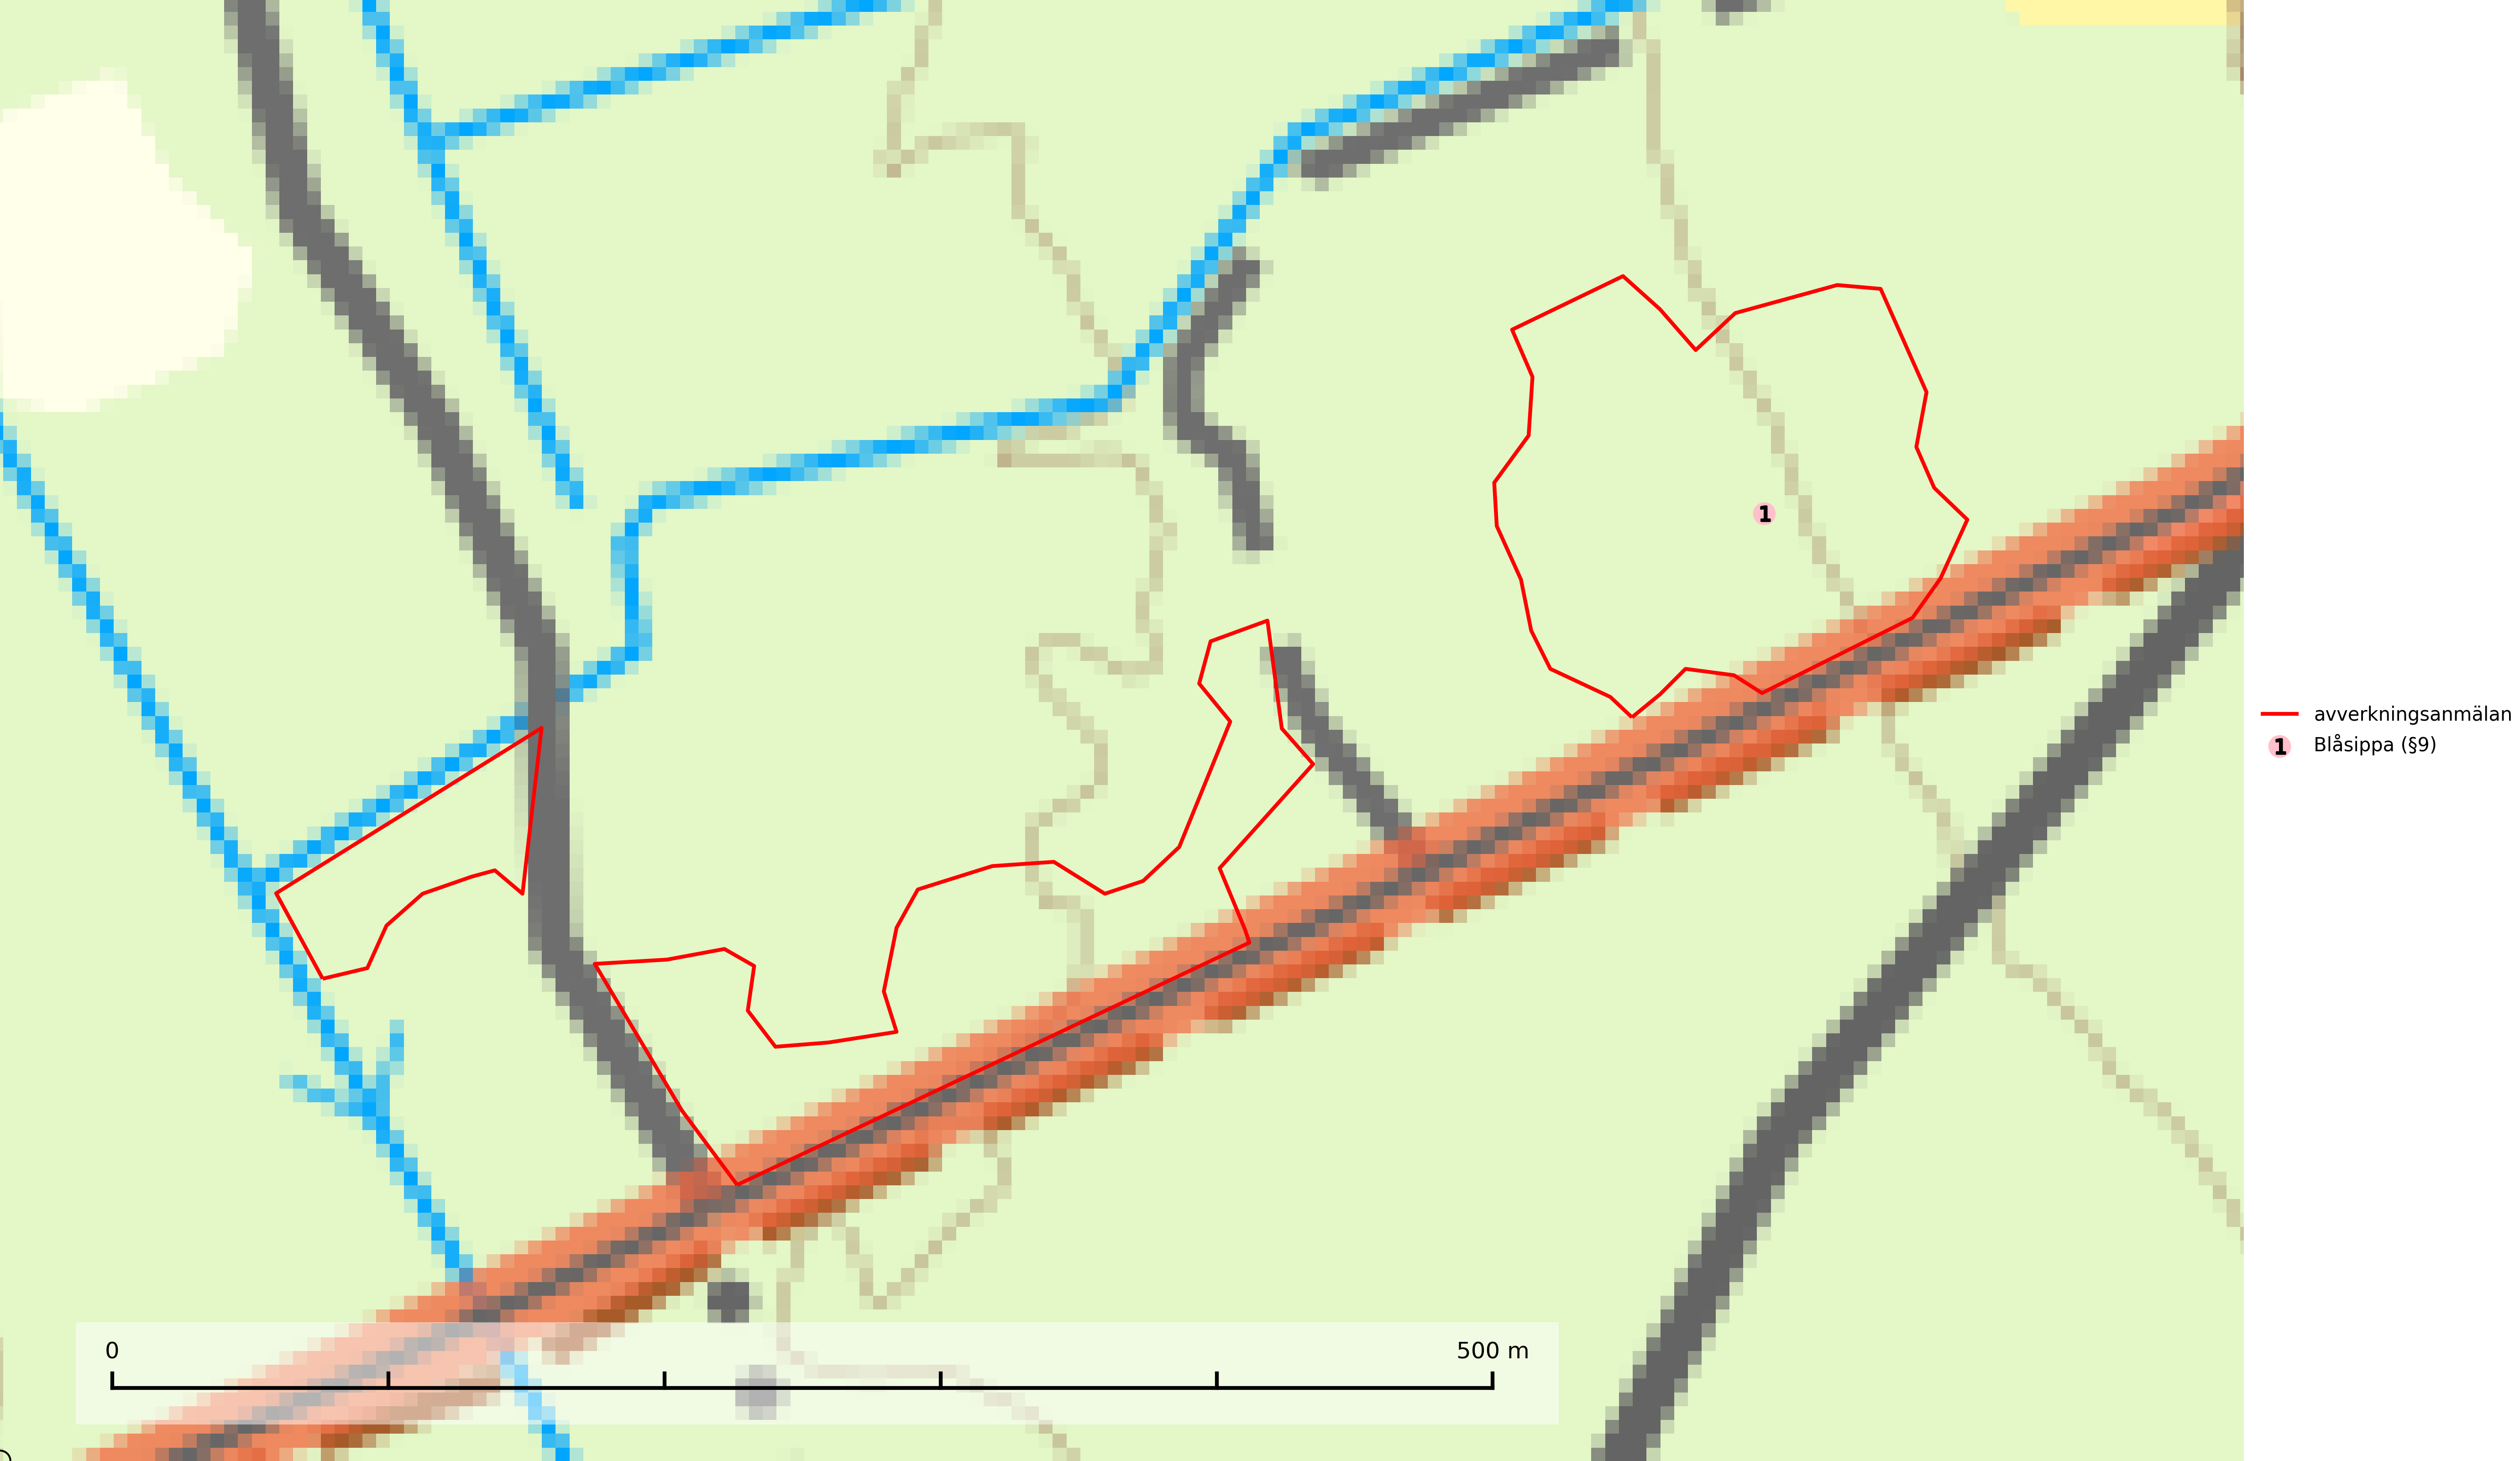 1
avverkningsanmälan
1 Blåsippa (§9)
0 500 m